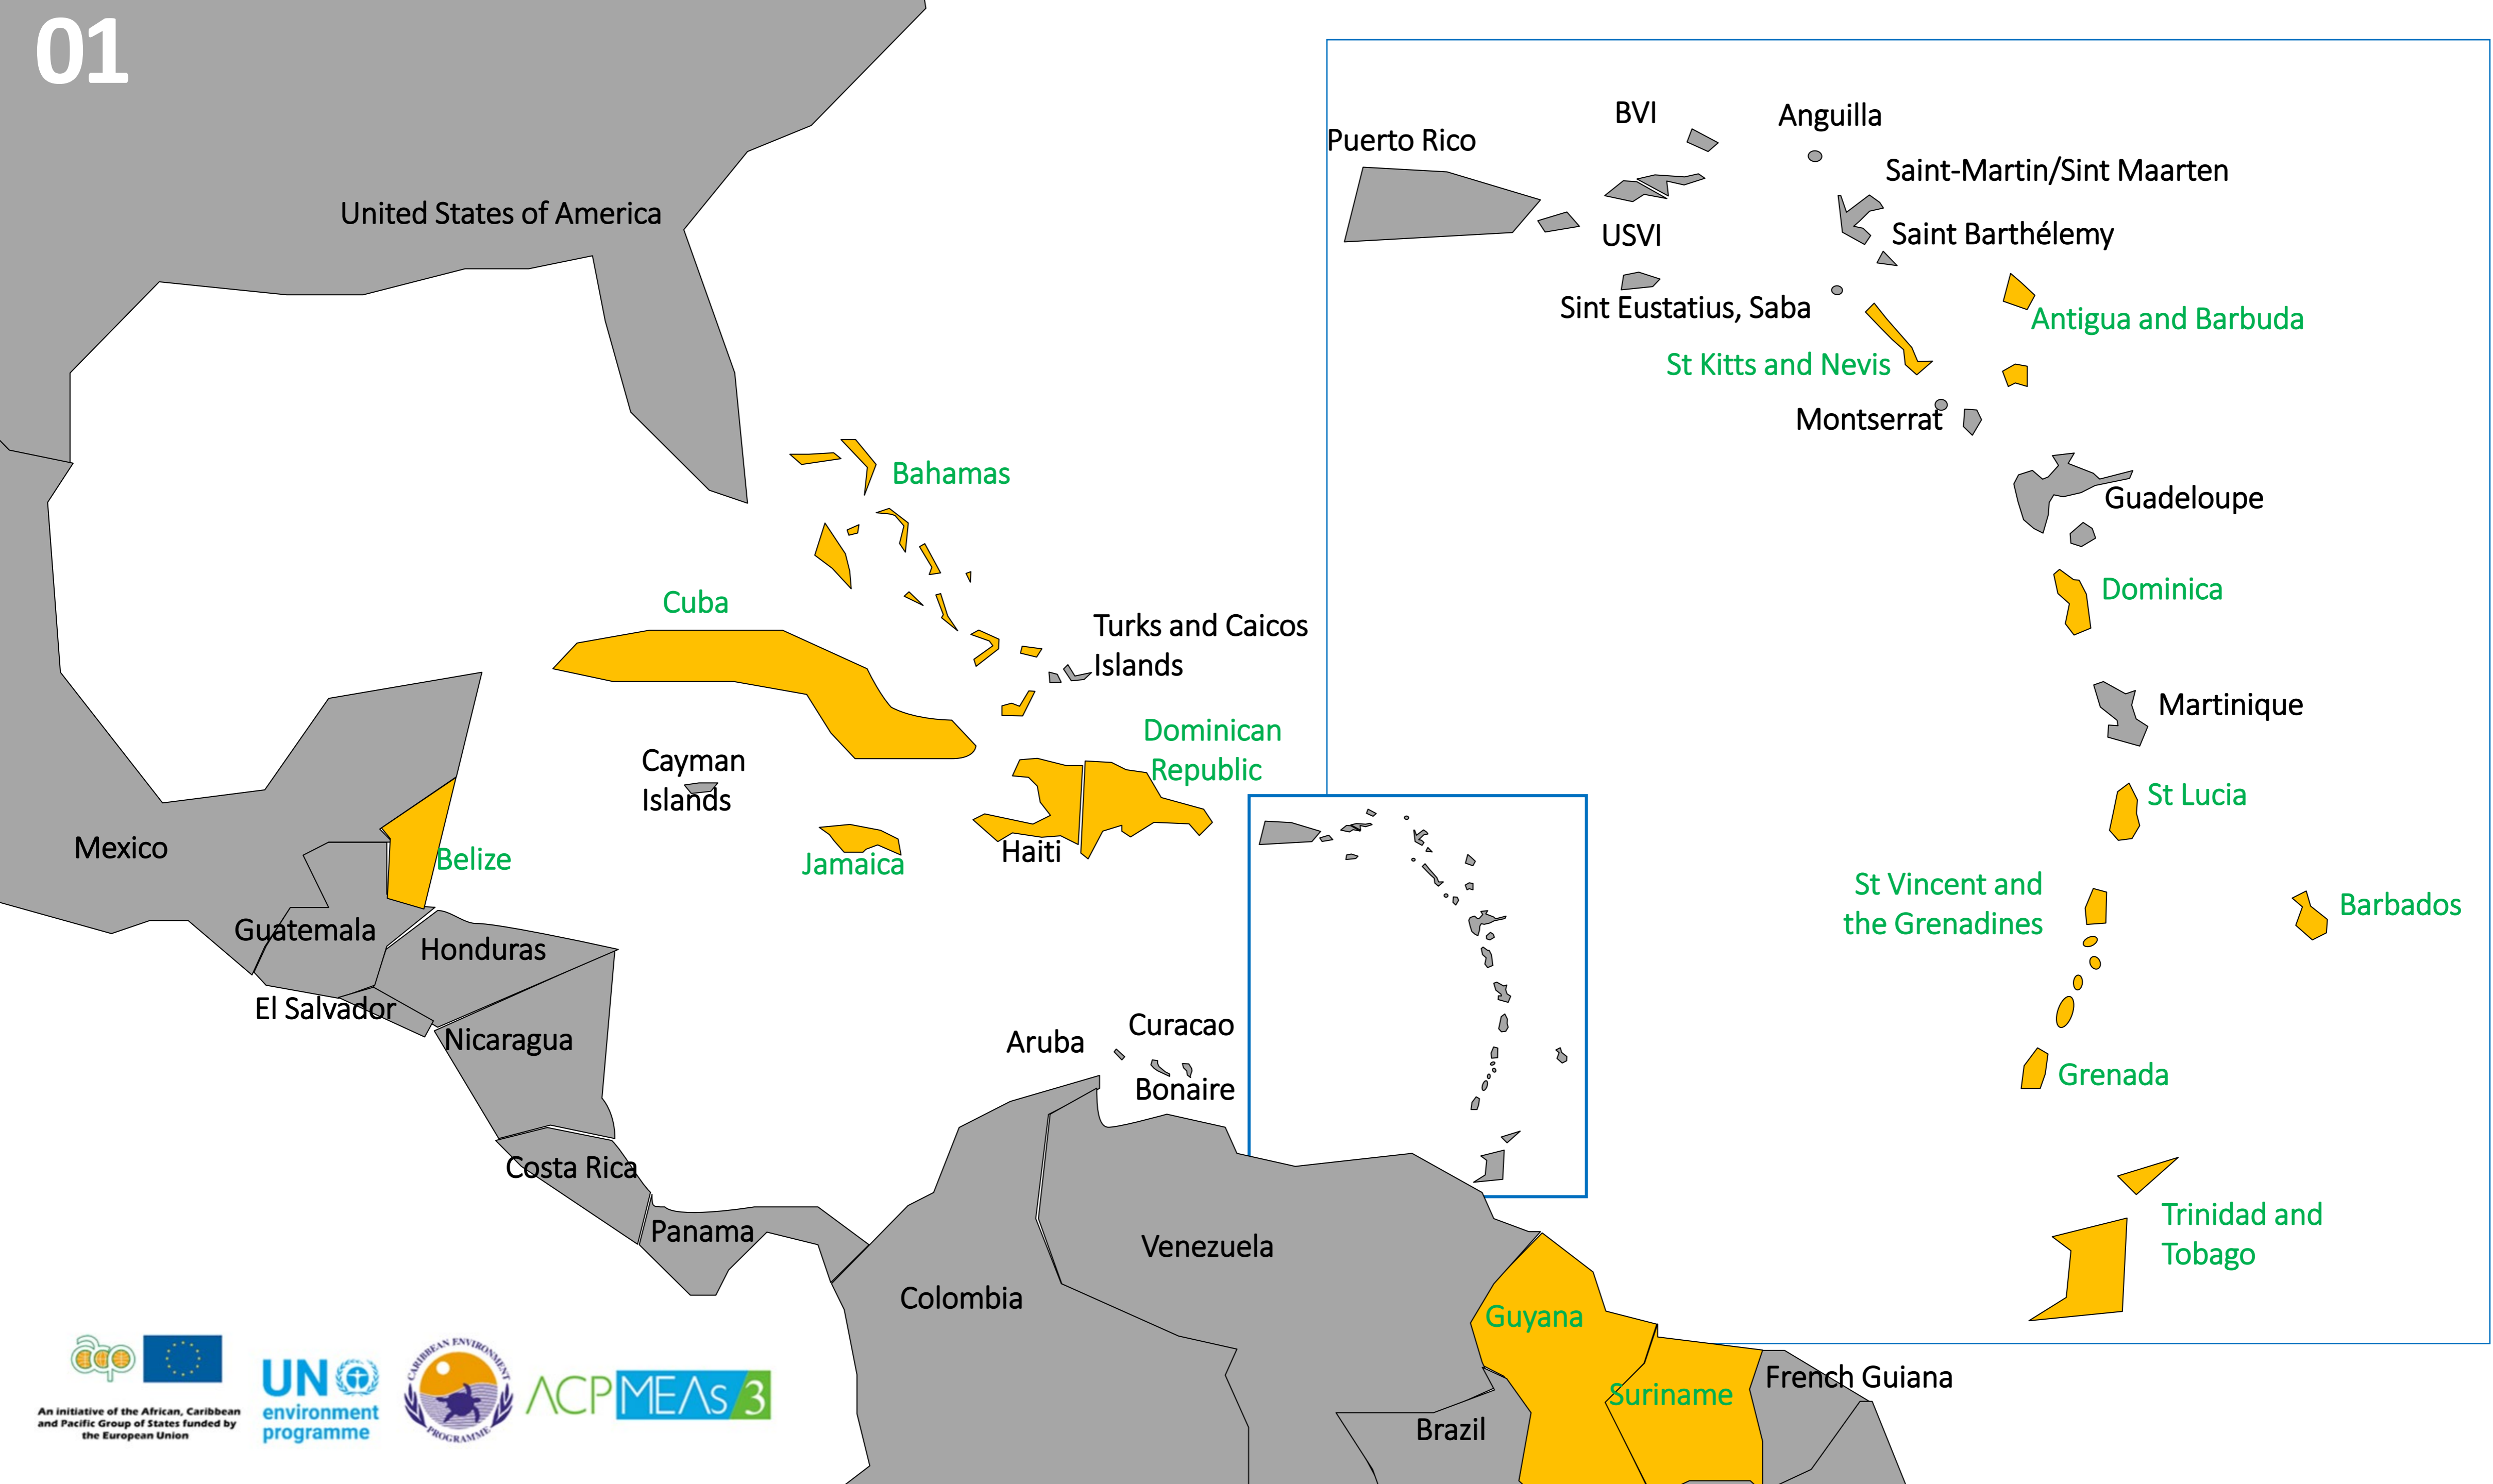 01
United States of America
Bahamas
Cuba
Turks and Caicos
Islands
Cayman
Islands
Dominican
Republic
Jamaica
Haiti
Mexico
Belize
Guatemala
Honduras
El Salvador
Nicaragua
Costa Rica
Panama
Aruba
Curacao
Bonaire
Colombia
Venezuela
Guyana
Suriname
French Guiana
Brazil
Puerto Rico
BVI
Anguilla
Saint-Martin/Sint Maarten
USVI
Saint Barthélemy
Sint Eustatius, Saba
Antigua and Barbuda
St Kitts and Nevis
Montserrat
Guadeloupe
Dominica
Martinique
St Lucia
St Vincent and
the Grenadines
Barbados
Grenada
Trinidad and
Tobago
acp
An initiative of the African, Caribbean
and Pacific Group of States funded by
the European Union
UN
environment
programme
CARIBBEAN ENVIRONMENT
PROGRAMME
ACP MEAs 3